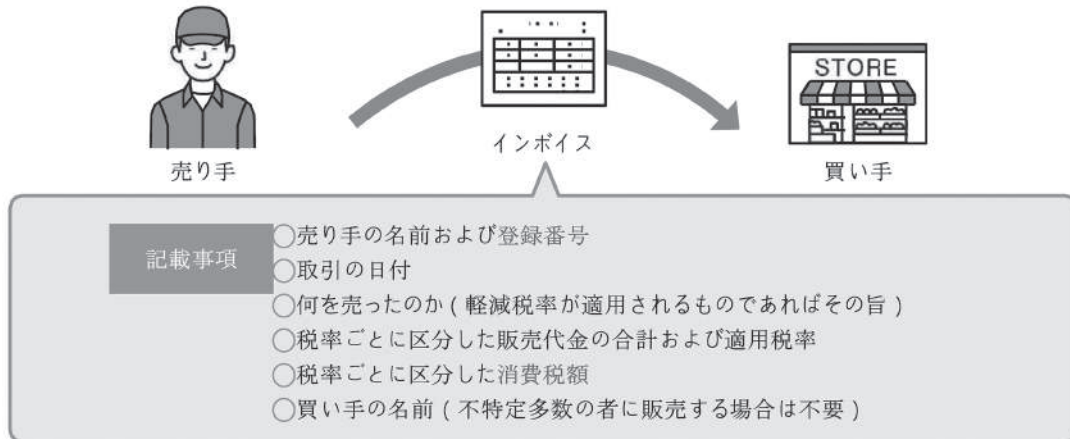 STORE
インボイス
売り手
買い手
記載事項
○売り手の名前および登録番号
○取引の日付
○何を売ったのか(軽減税率が適用されるものであればその旨)
○税率ごとに区分した販売代金の合計および適用税率
○税率ごとに区分した消費税額
○買い手の名前(不特定多数の者に販売する場合は不要)